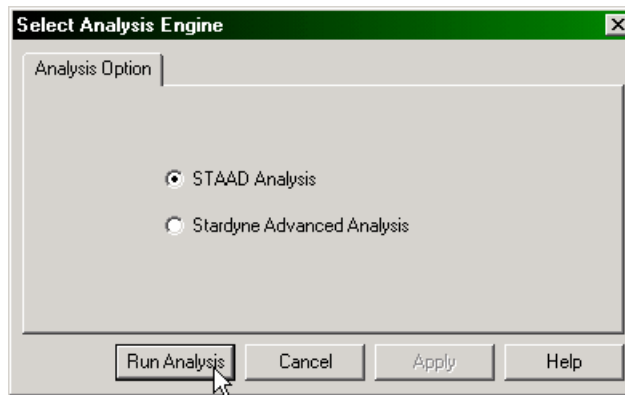 Select Analysis Engine
Analysis Option
STAAD Analysis
Stardyne Advanced Analysis
Run Analysis Cancel Apply Help